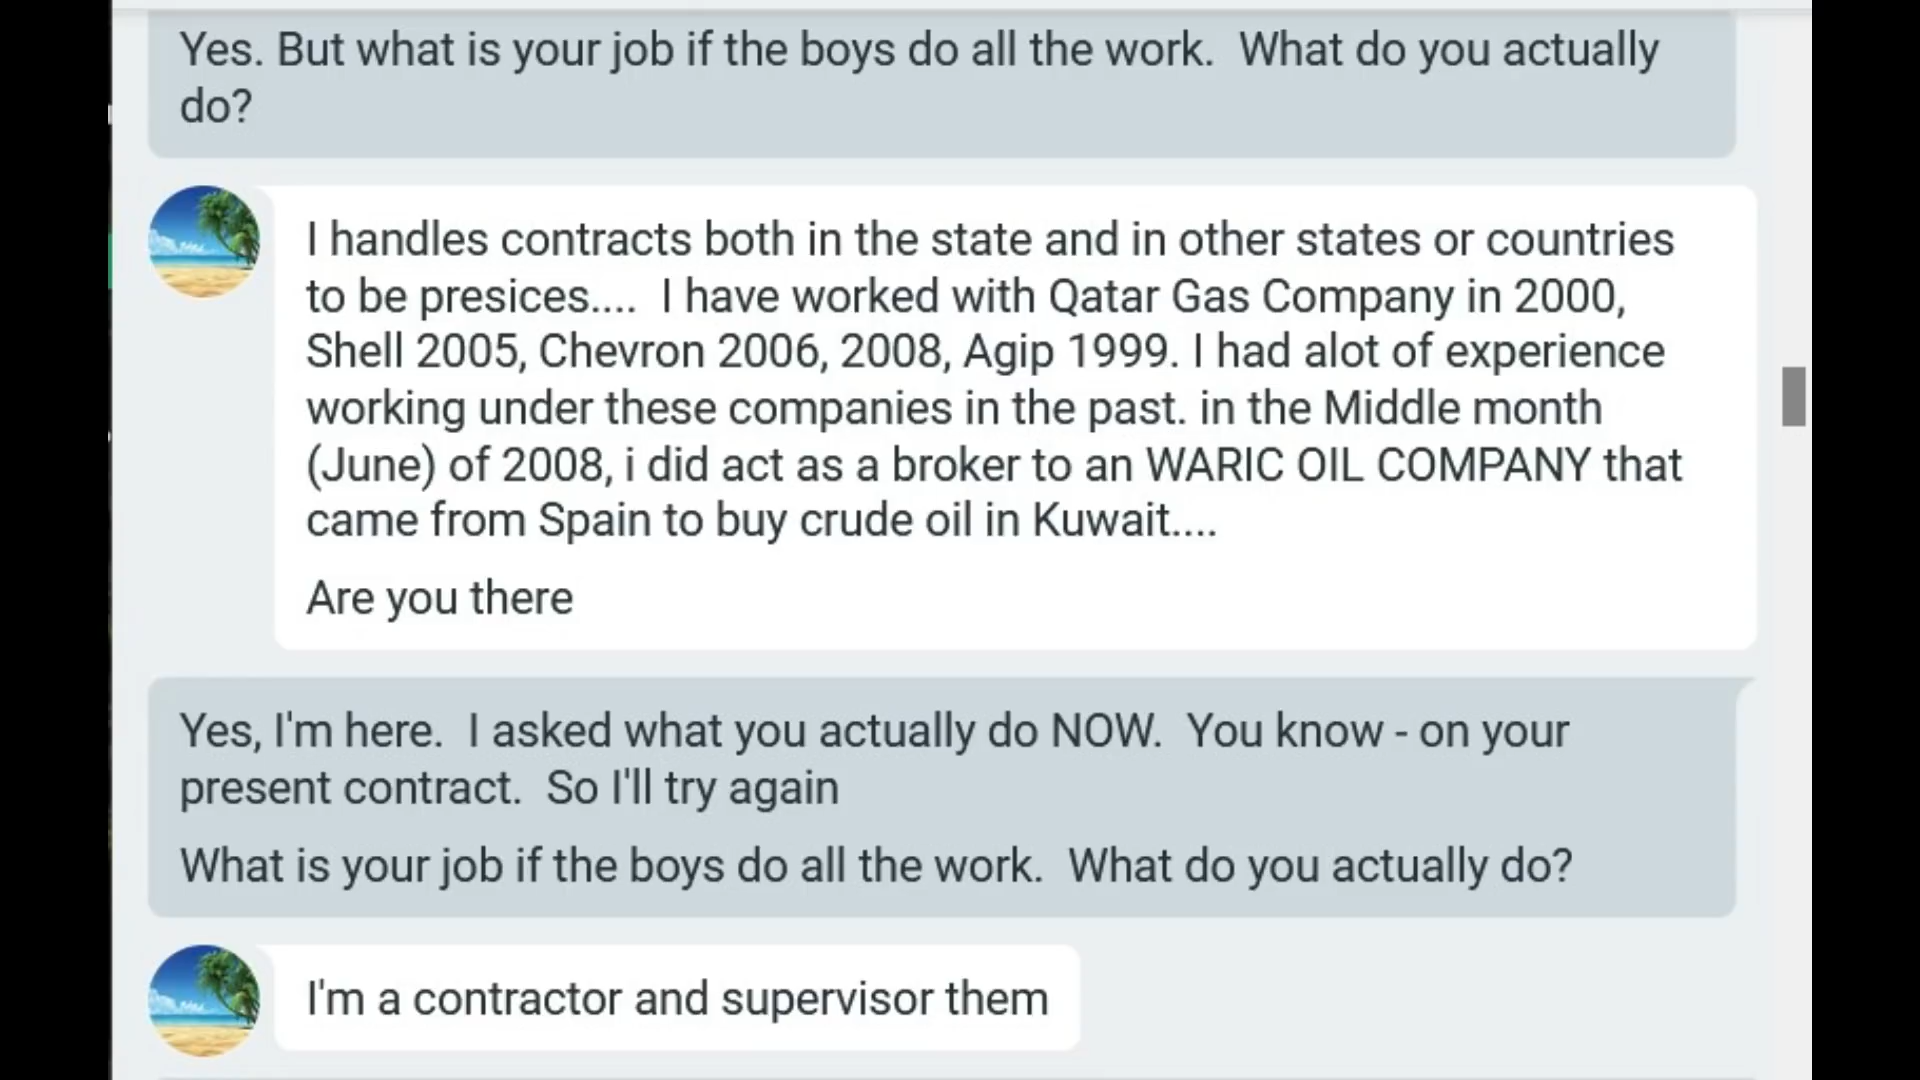 Yes. But what is your job if the boys do all the work.  What do you actually
do?
I handles contracts both in the state and in other states or countries
to be presices....  I have worked with Qatar Gas Company in 2000,
Shell 2005, Chevron 2006, 2008, Agip 1999. I had alot of experience
working under these companies in the past. in the Middle month
(June) of 2008, i did act as a broker to an WARIC OIL COMPANY that
came from Spain to buy crude oil in Kuwait....
Are you there
Yes, I'm here.  I asked what you actually do NOW.  You know - on your
present contract.  So I'll try again
What is your job if the boys do all the work.  What do you actually do?
I'm a contractor and supervisor them